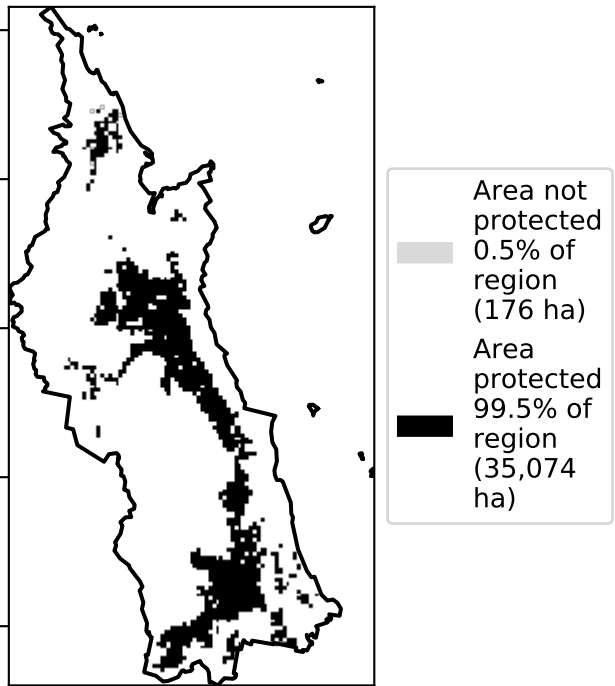 Area not
protected
0.5% of
region
(176 ha)
Area
protected
99.5% of
region
(35,074
ha)